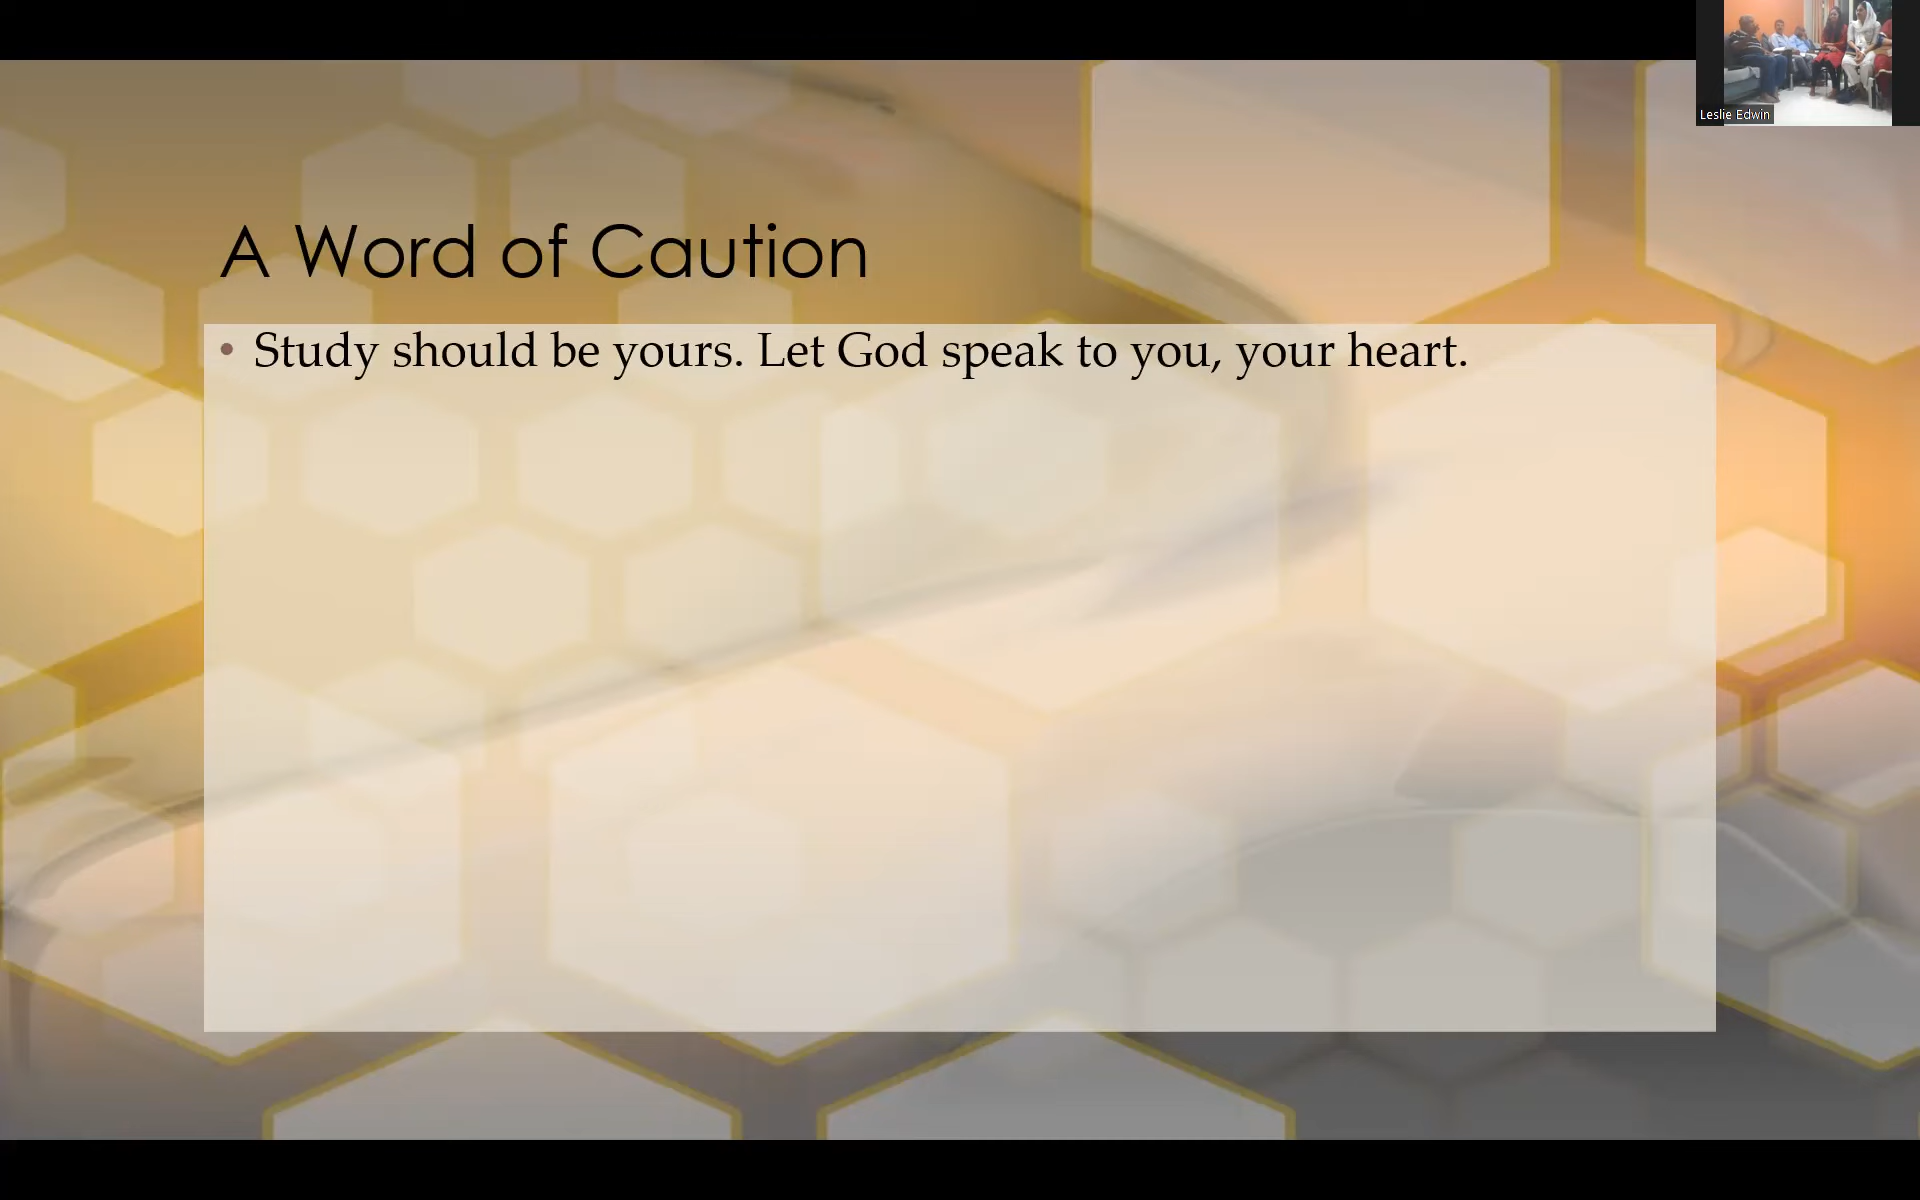 Leslie Edwin
A Word of Caution
• Study should be yours. Let God speak to you, your heart.